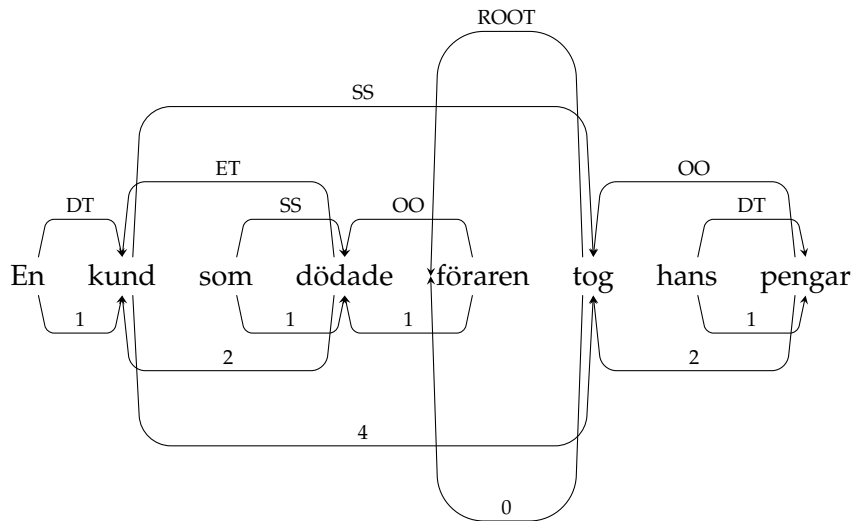 ROOT
SS
ET OO
DT SS OO DT
En kund som dödade föraren tog hans pengar
1 1 1 1
2 2
4
0